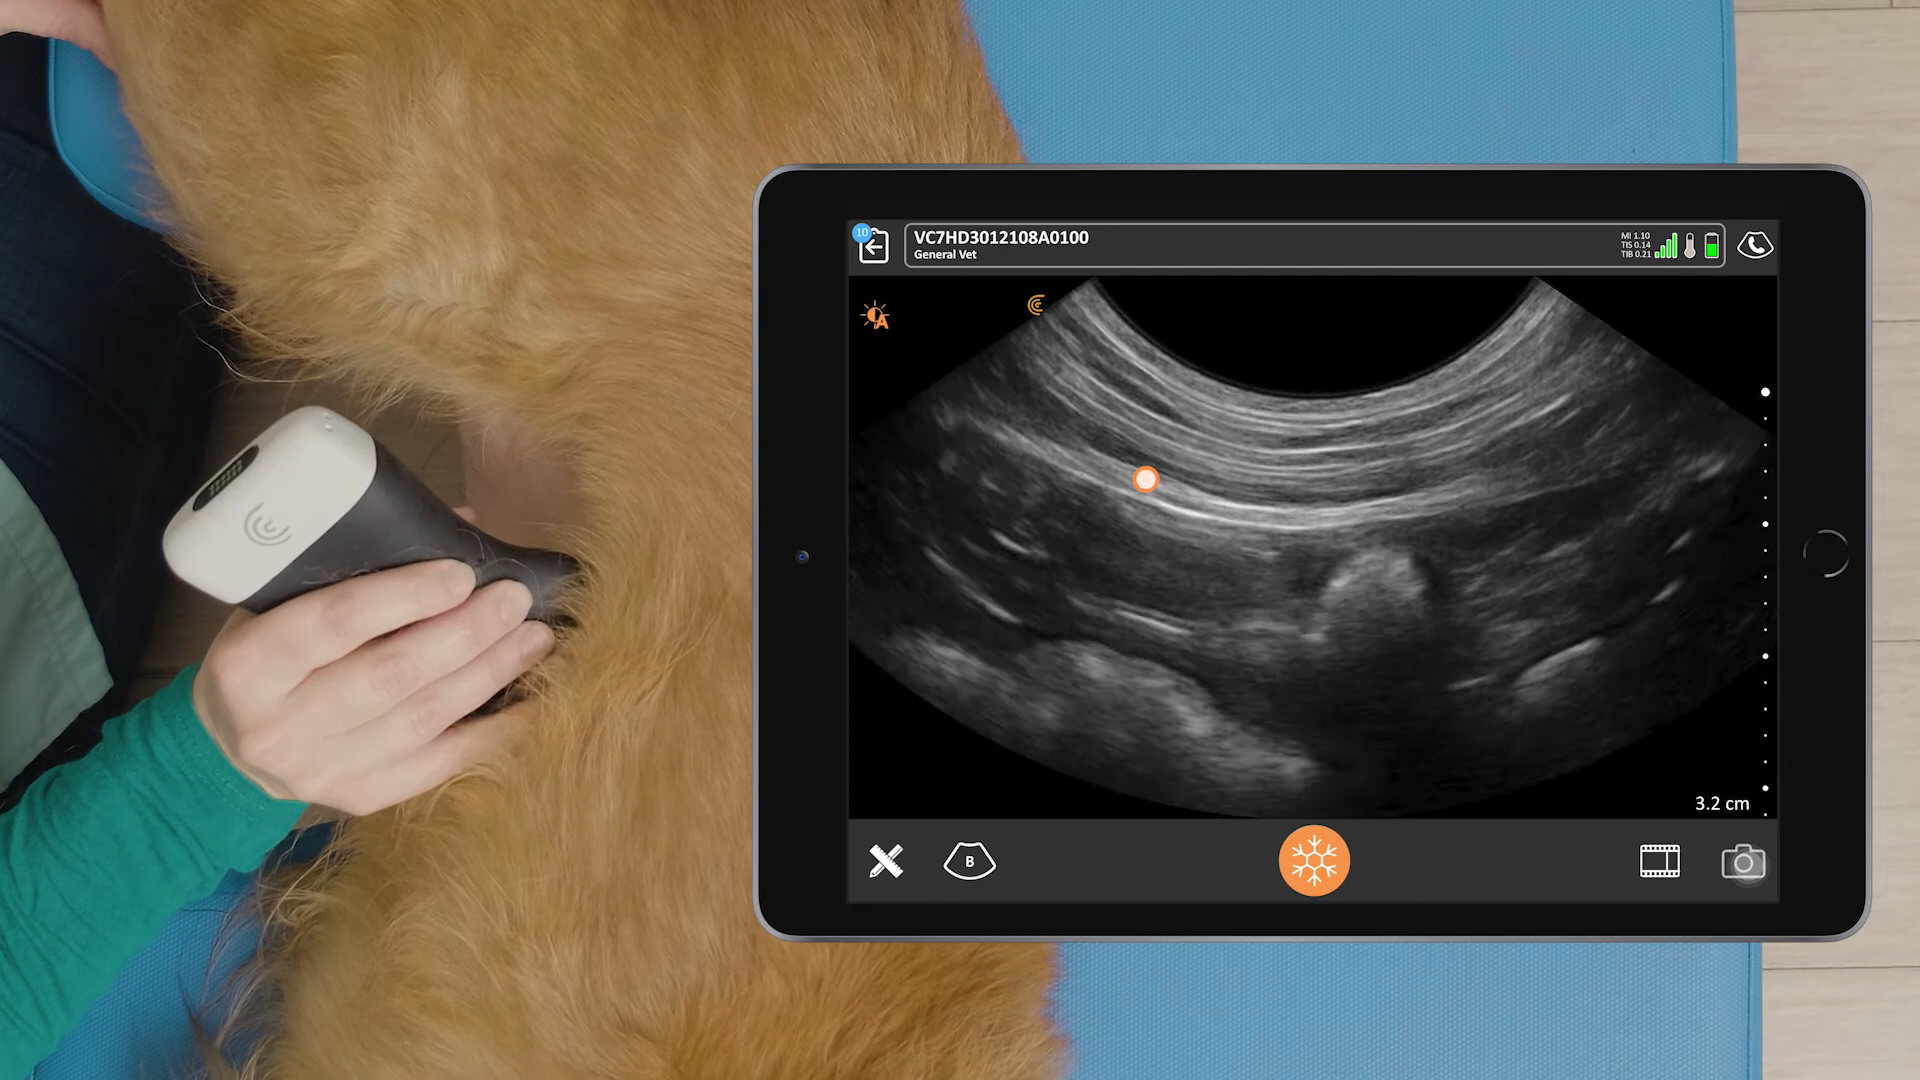 10
VC7HD3012108A0100
General Vet
MI 1.10
TIS 0.14
TIB 0.21
A
3.2 cm
B